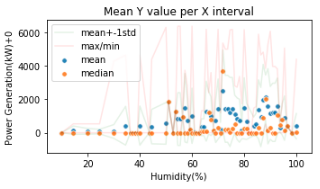 Mean Y value per X interval
Power Generation(kW)+0
6000
4000
2000
0
mean+-1std
max/min
mean
median
20
40
60
80
100
Humidity(%)